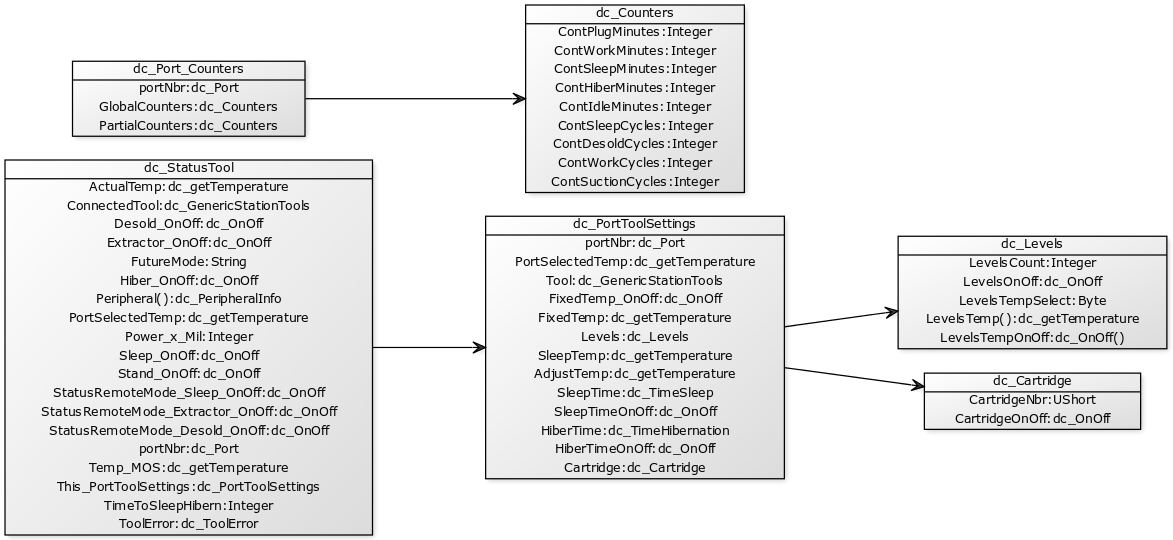 dc_Port_Counters
portNbr:dc_Port
GlobalCounters:dc_Counters
PartialCounters:dc_Counters
dc_Counters
ContPlugMinutes:Integer
ContWorkMinutes:Integer
ContSleepMinutes:Integer
ContHiberMinutes:Integer
ContIdleMinutes:Integer
ContSleepCycles:Integer
ContDesoldCycles:Integer
ContWorkCycles:Integer
ContSuctionCycles:Integer
dc_StatusTool
ActualTemp:dc_getTemperature
ConnectedTool:dc_GenericStationTools
Desold_OnOff:dc_OnOff
Extractor_OnOff:dc_OnOff
FutureMode:String
Hiber_OnOff:dc_OnOff
Peripheral():dc_PeripheralInfo
PortSelectedTemp:dc_getTemperature
Power_x_Mil:Integer
Sleep_OnOff:dc_OnOff
Stand_OnOff:dc_OnOff
StatusRemoteMode_Sleep_OnOff:dc_OnOff
StatusRemoteMode_Extractor_OnOff:dc_OnOff
StatusRemoteMode_Desold_OnOff:dc_OnOff
portNbr:dc_Port
Temp_MOS:dc_getTemperature
This_PortToolSettings:dc_PortToolSettings
TimeToSleepHibern:Integer
ToolError:dc_ToolError
dc_PortToolSettings
portNbr:dc_Port
PortSelectedTemp:dc_getTemperature
Tool:dc_GenericStationTools
FixedTemp_OnOff:dc_OnOff
FixedTemp:dc_getTemperature
Levels:dc_Levels
SleepTemp:dc_getTemperature
AdjustTemp:dc_getTemperature
SleepTime:dc_TimeSleep
SleepTimeOnOff:dc_OnOff
HiberTime:dc_TimeHibernation
HiberTimeOnOff:dc_OnOff
Cartridge:dc_Cartridge
dc_Levels
LevelsCount:Integer
LevelsOnOff:dc_OnOff
LevelsTempSelect:Byte
LevelsTemp():dc_getTemperature
LevelsTempOnOff:dc_OnOff()
dc_Cartridge
CartridgeNbr:UShort
CartridgeOnOff:dc_OnOff